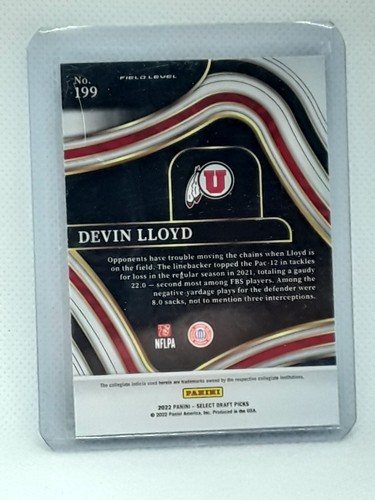 No.
199
FIELD LEVEL
U
DEVIN LLOYD
Opponents have trouble moving the chains when Lloyd is
on the field. The linebacker topped the Pac-12 in tackles
for loss in the regular season in 2021, totaling a gaudy
22.0 — second most among FBS players. Among the
negative-yardage plays for the defender were
8.0 sacks, not to mention three interceptions.
NFLPA
The collegiate indicia used herein are trademarks owned by the respective collegiate institutions.
PANINI
2022 PANINI – SELECT DRAFT PICKS
© 2022 Panini America, Inc. Produced in the USA.